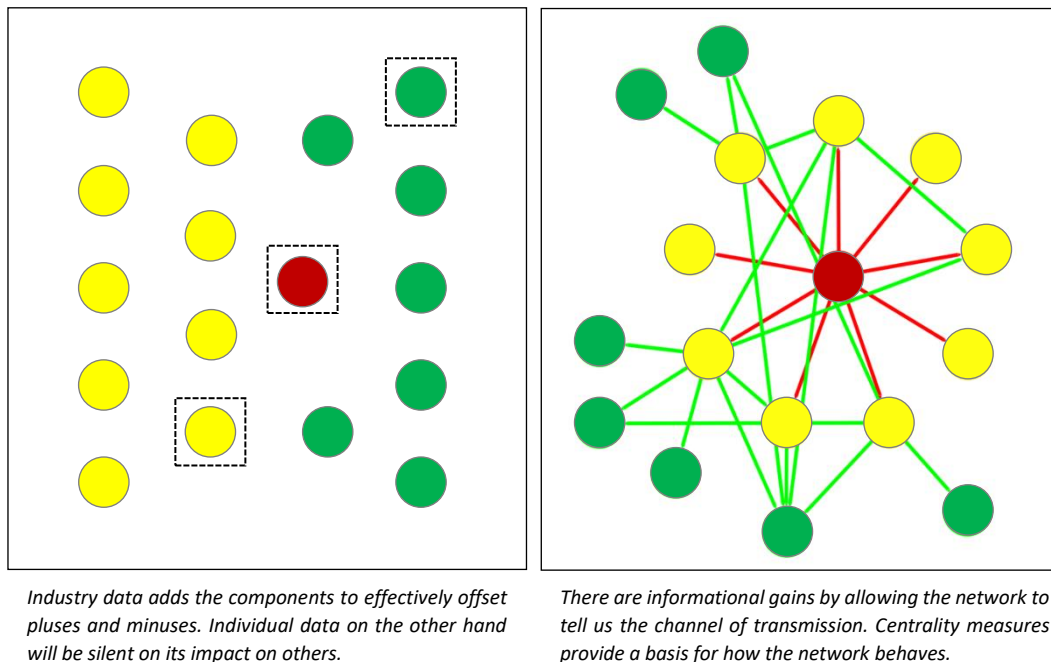 Industry data adds the components to effectively offset
pluses and minuses. Individual data on the other hand
will be silent on its impact on others.
There are informational gains by allowing the network to
tell us the channel of transmission. Centrality measures
provide a basis for how the network behaves.